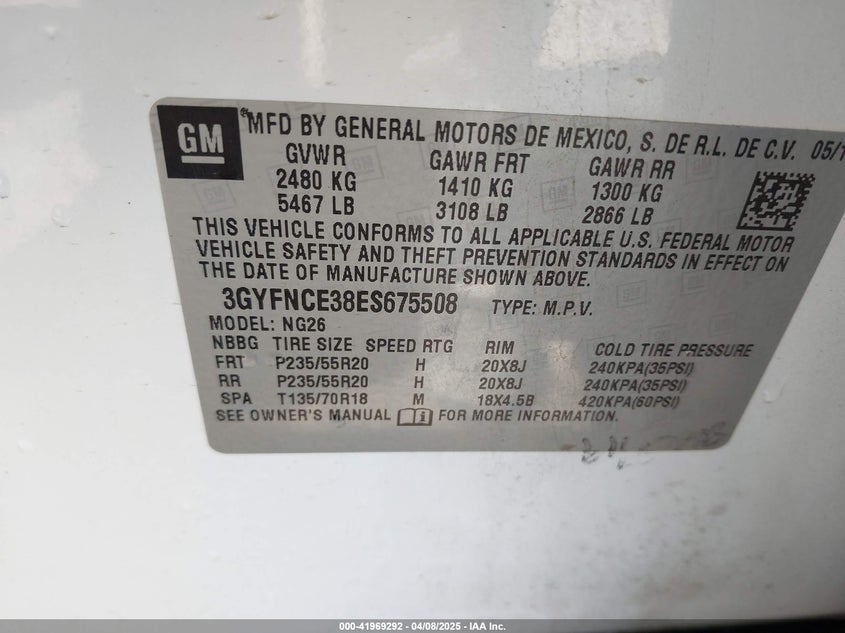 GM
MFD BY GENERAL MOTORS DE MEXICO, S. DE R.L. DE C.V. 05/1
GVWR GAWR FRT GAWR RR
2480 KG 1410 KG 1300 KG
5467 LB 3108 LB 2866 LB
THIS VEHICLE CONFORMS TO ALL APPLICABLE U.S. FEDERAL MOTOR
VEHICLE SAFETY AND THEFT PREVENTION STANDARDS IN EFFECT ON
THE DATE OF MANUFACTURE SHOWN ABOVE.
3GYFNCE38ES675508 TYPE: M.P.V.
MODEL: NG26
NBBG TIRE SIZE SPEED RTG RIM COLD TIRE PRESSURE
FRT P235/55R20 H 20X8J 240KPA(35PSI)
RR P235/55R20 H 20X8J 240KPA(35PSI)
SPA T135/70R18 M 18X4.5B 420KPA(60PSI)
SEE OWNER'S MANUAL FOR MORE INFORMATION.
000-41969292 - 04/08/2025 - IAA Inc.